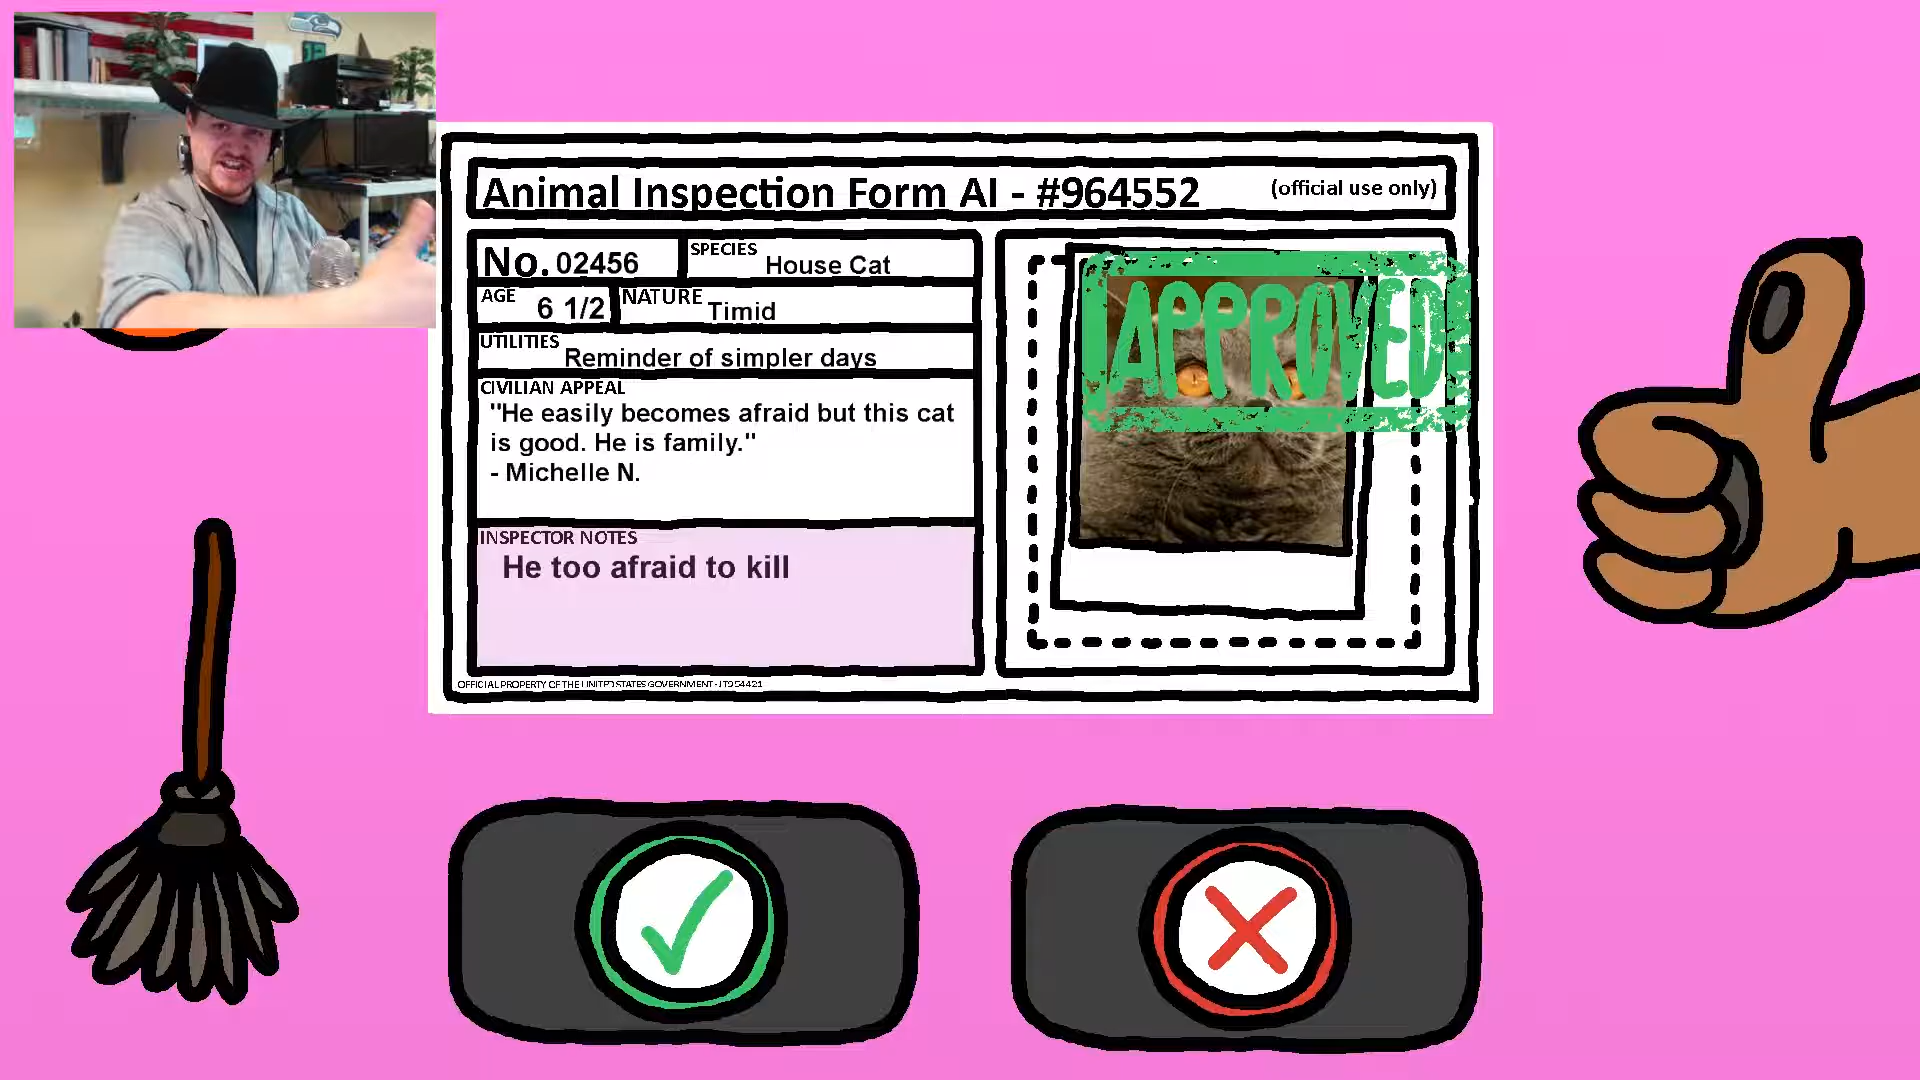 Animal Inspection Form AI - #964552
(official use only)
No. 02456
SPECIES House Cat
AGE 6 1/2
NATURE Timid
UTILITIES Reminder of simpler days
CIVILIAN APPEAL
"He easily becomes afraid but this cat
is good. He is family."
- Michelle N.
INSPECTOR NOTES
He too afraid to kill
APPROVED